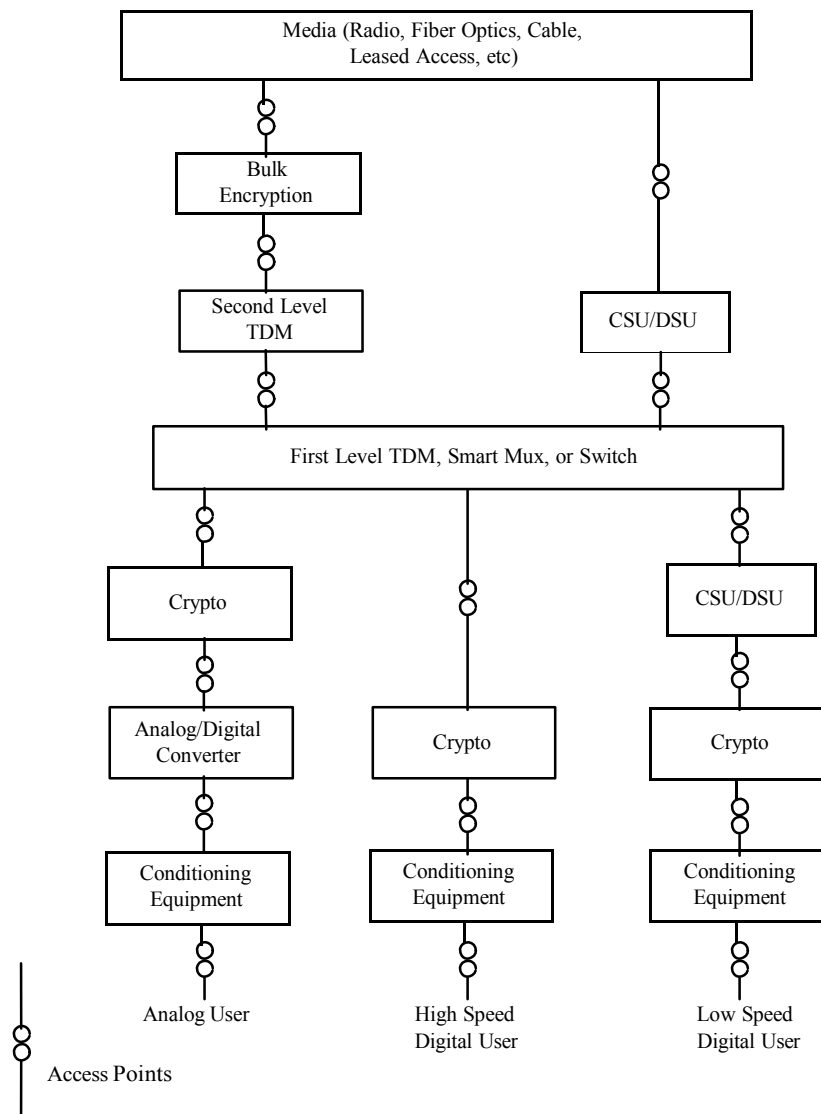 Media (Radio, Fiber Optics, Cable,
Leased Access, etc)
Bulk
Encryption
Second Level
TDM
CSU/DSU
First Level TDM, Smart Mux, or Switch
Crypto
CSU/DSU
Analog/Digital
Converter
Crypto
Crypto
Conditioning
Equipment
Conditioning
Equipment
Conditioning
Equipment
Analog User
High Speed
Digital User
Low Speed
Digital User
Access Points